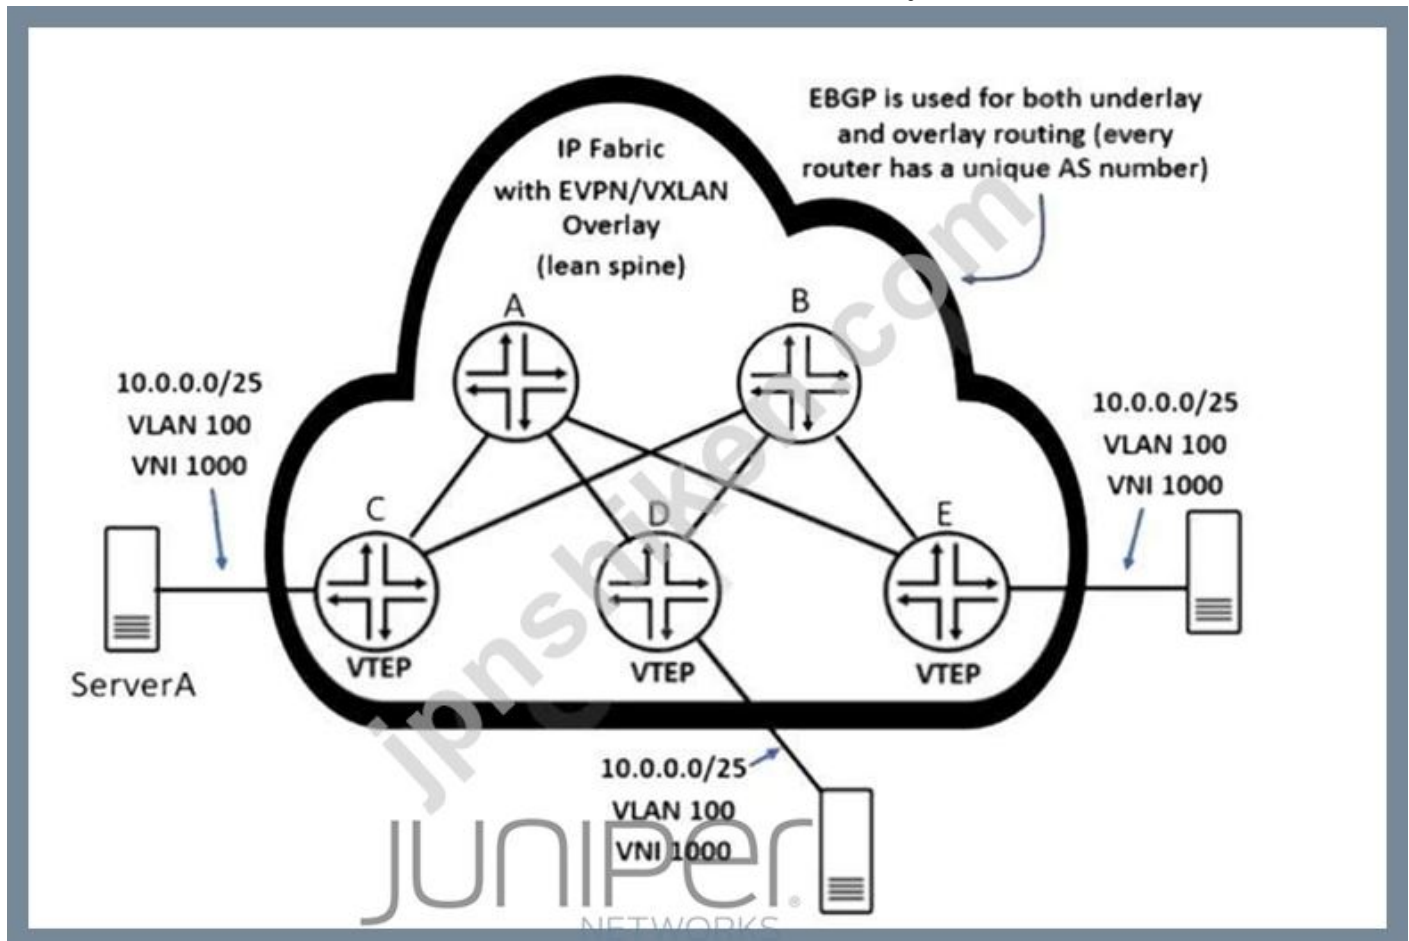 EBGP is used for both underlay
and overlay routing (every
router has a unique AS number)
IP Fabric
with EVPN/VXLAN
Overlay
(lean spine)
A
B
10.0.0.0/25
VLAN 100
VNI 1000
10.0.0.0/25
VLAN 100
VNI 1000
C
D
E
VTEP
VTEP
VTEP
ServerA
10.0.0.0/25
VLAN 100
VNI 1000
jpnshiken.com
JUNIPer
NETWORKS